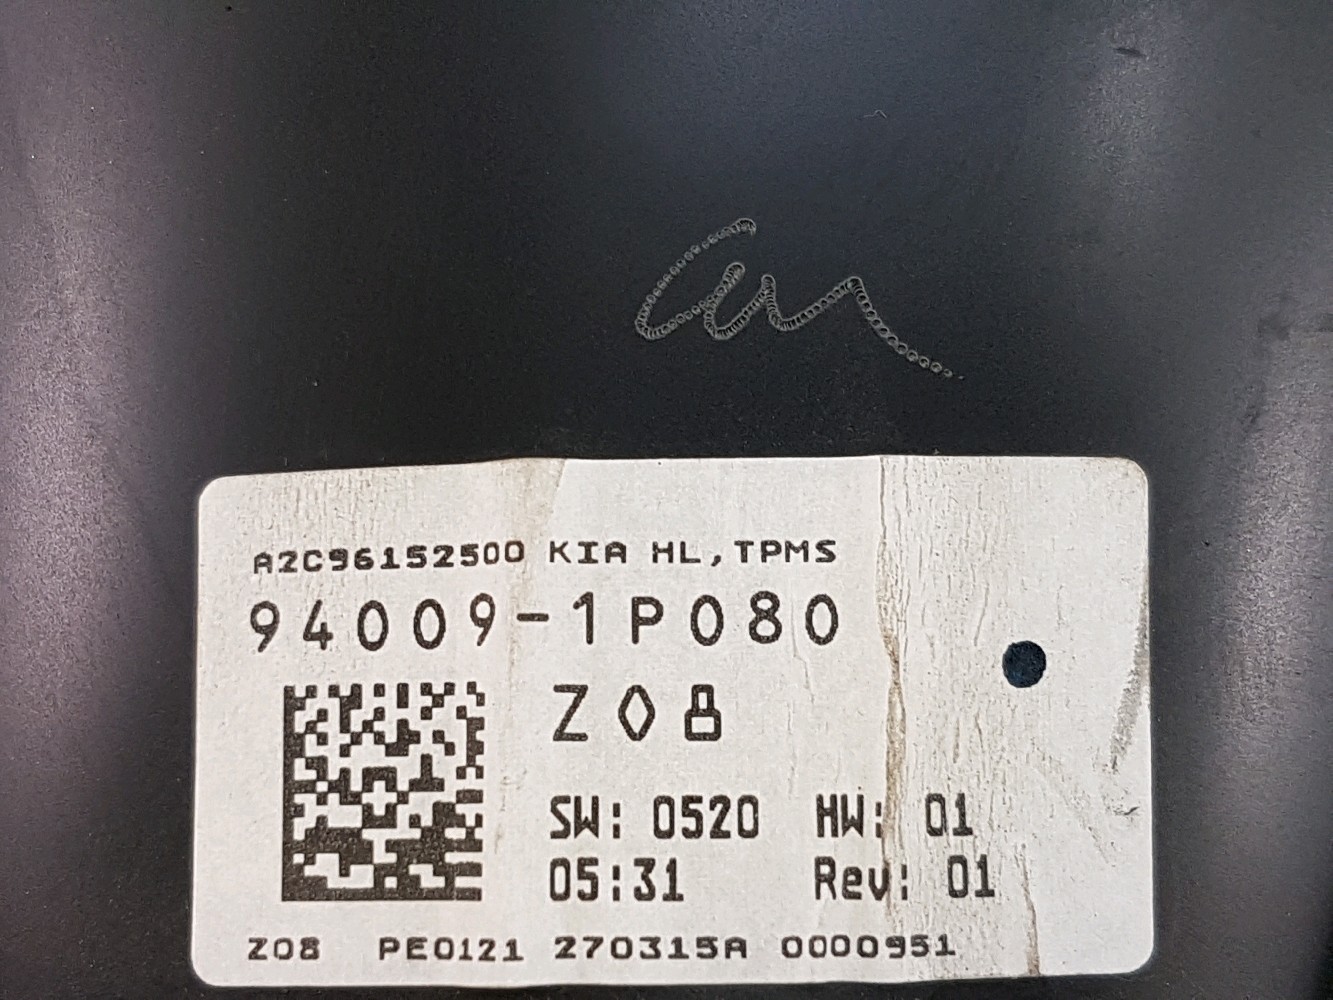 A2C96152500 KIA HL,TPMS
94009-1P080
Z08
SW: 0520 HW: 01
05:31 Rev: 01
Z08 PE0121 270315A 0000951